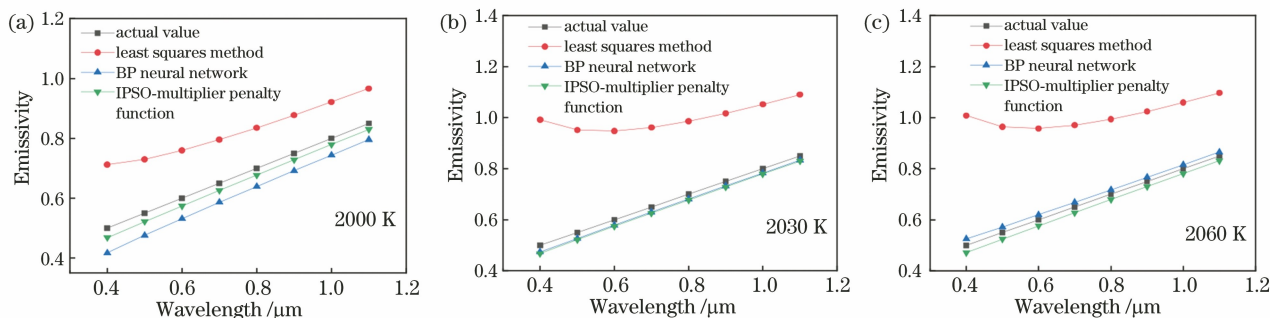 (a)
1.2
1.0
0.8
0.6
0.4
Emissivity
actual value
least squares method
BP neural network
IPSO-multiplier penalty
function
2000 K
0.4 0.6 0.8 1.0 1.2
Wavelength /μm
(b)
1.4
1.2
1.0
0.8
0.6
0.4
Emissivity
actual value
least squares method
BP neural network
IPSO-multiplier penalty
function
2030 K
0.4 0.6 0.8 1.0 1.2
Wavelength /μm
(c)
1.4
1.2
1.0
0.8
0.6
0.4
Emissivity
actual value
least squares method
BP neural network
IPSO-multiplier penalty
function
2060 K
0.4 0.6 0.8 1.0 1.2
Wavelength /μm